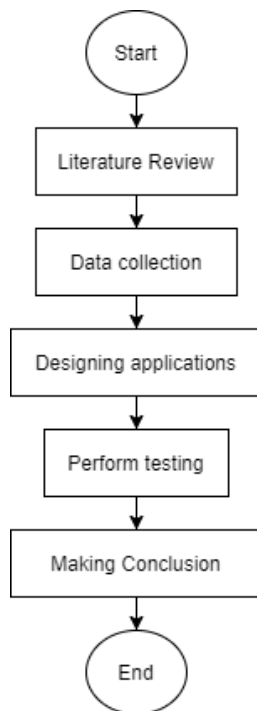 Start
Literature Review
Data collection
Designing applications
Perform testing
Making Conclusion
End